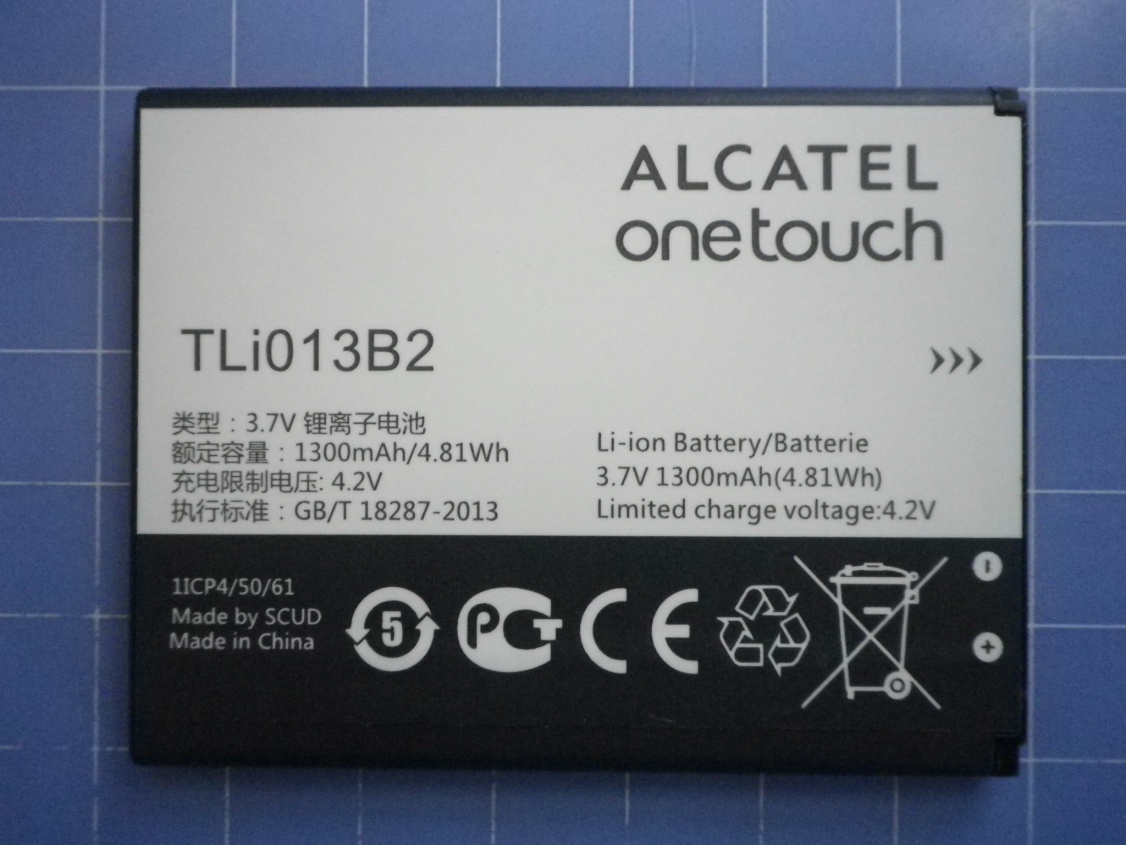 ALCATEL
onetouch
TLi013B2
›››
类型：3.7V 锂离子电池
额定容量：1300mAh/4.81Wh
充电限制电压: 4.2V
执行标准：GB/T 18287-2013
Li-ion Battery/Batterie
3.7V 1300mAh(4.81Wh)
Limited charge voltage:4.2V
1ICP4/50/61
Made by SCUD
Made in China
5
PCT
CE
-
+